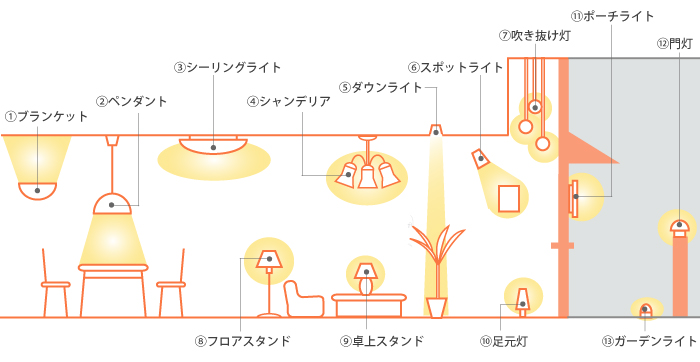 ①ブランケット
②ペンダント
③シーリングライト
④シャンデリア
⑤ダウンライト
⑥スポットライト
⑦吹き抜け灯
⑪ポーチライト
⑫門灯
⑧フロアスタンド
⑨卓上スタンド
⑩足元灯
⑬ガーデンライト